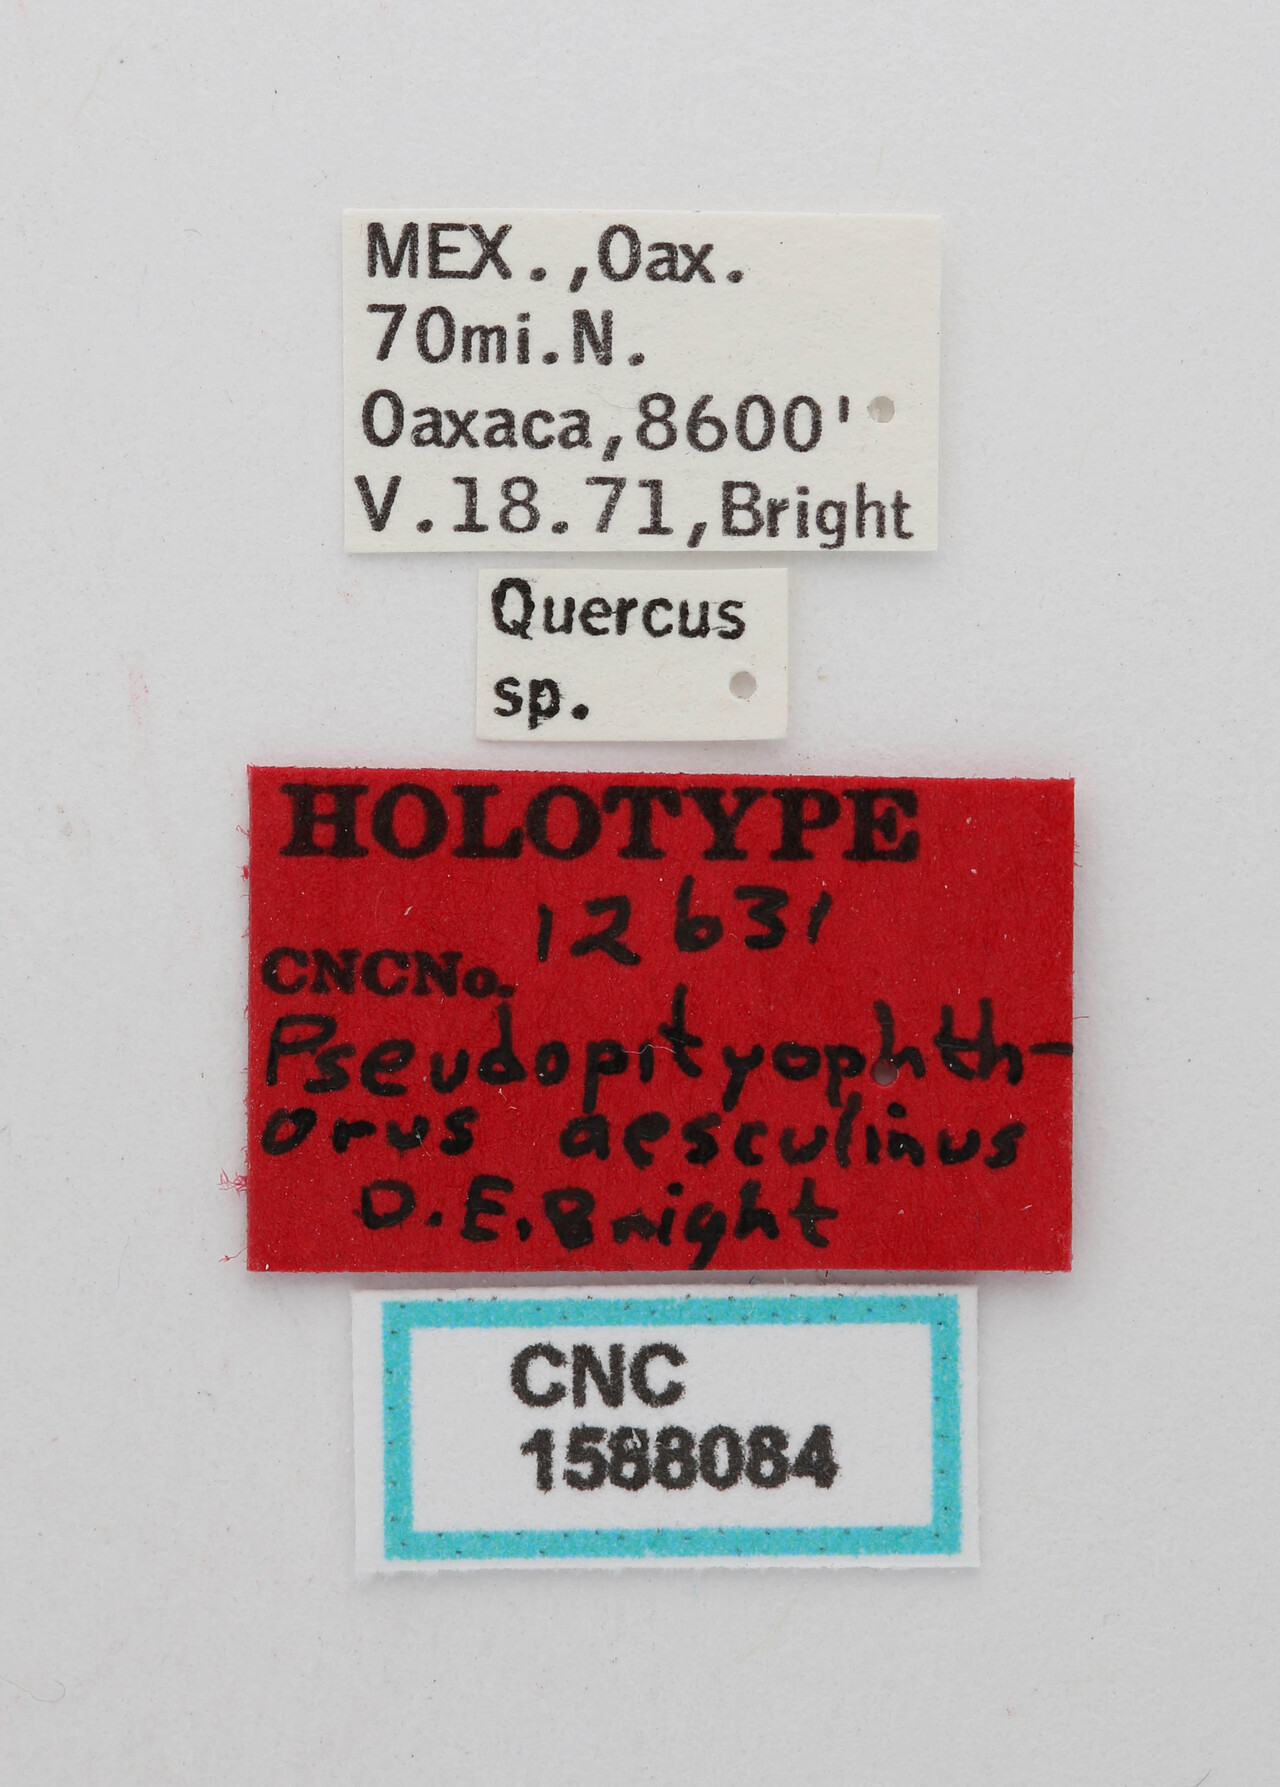 MEX.,Oax.
70mi.N.
Oaxaca,8600'
V.18.71,Bright
Quercus
sp.
HOLOTYPE
12631
CNCNo.
Pseudopityophth-
orus aesculinus
D.E.Bright
CNC
1588084